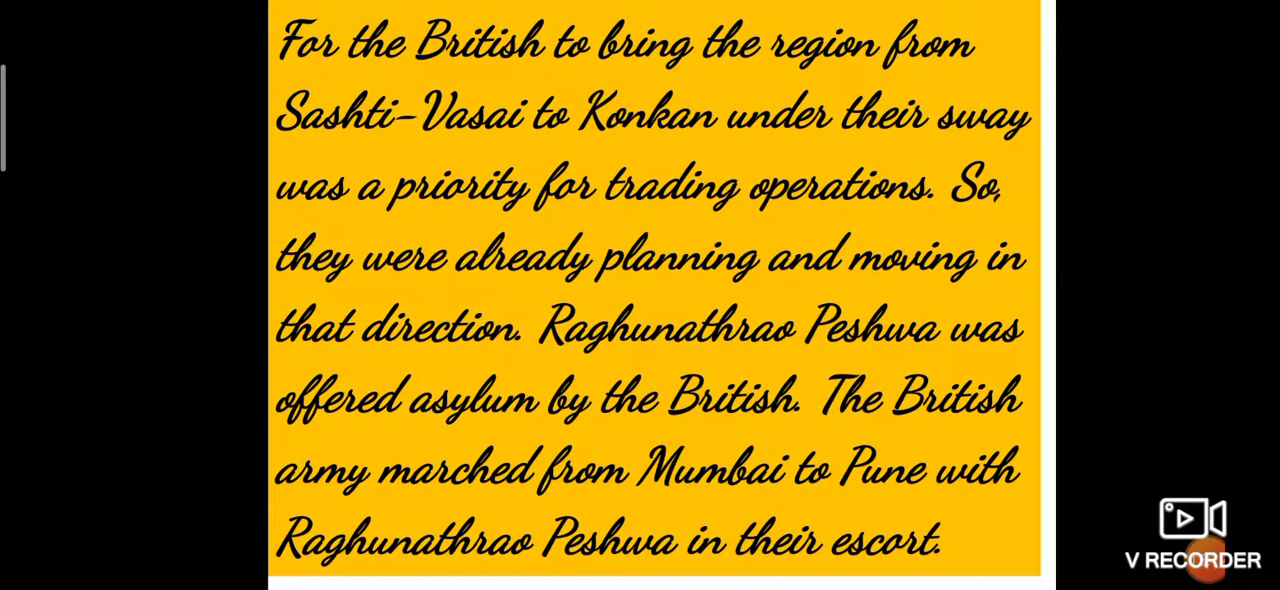 For the British to bring the region from
Sashti-Vasai to Konkan under their sway
was a priority for trading operations. So,
they were already planning and moving in
that direction. Raghunathrao Peshwa was
offered asylum by the British. The British
army marched from Mumbai to Pune with
Raghunathrao Peshwa in their escort.
V RECORDER